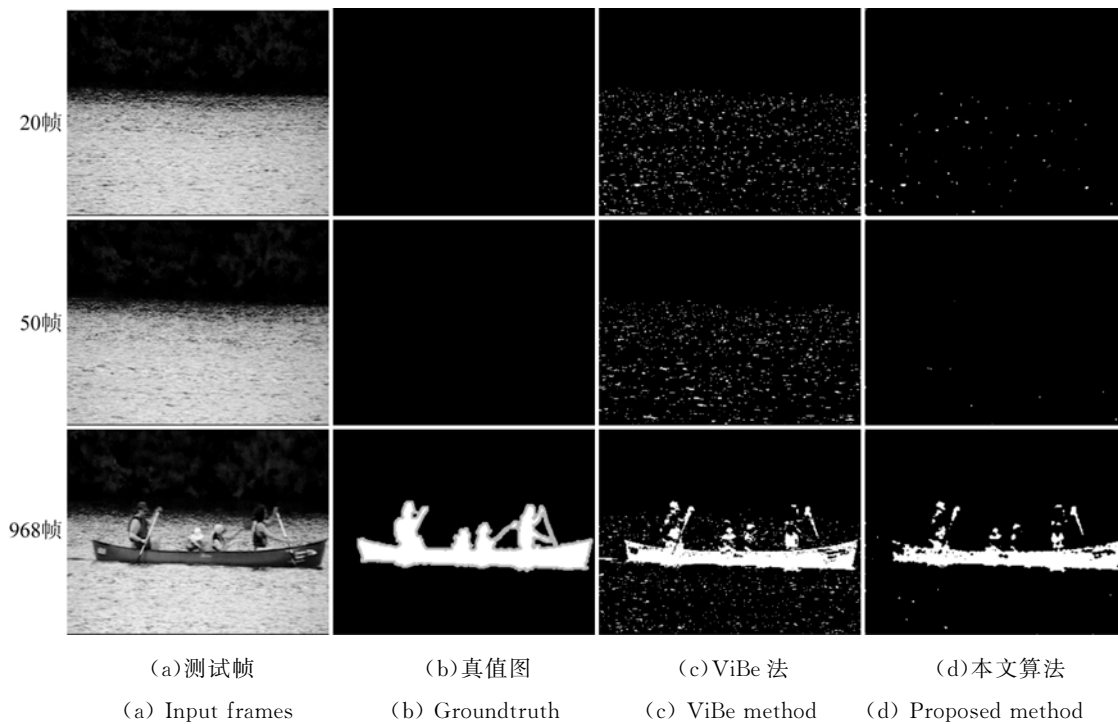 20帧
50帧
968帧
(a)测试帧 (b)真值图 (c)ViBe 法 (d)本文算法
(a) Input frames (b) Groundtruth (c) ViBe method (d) Proposed method